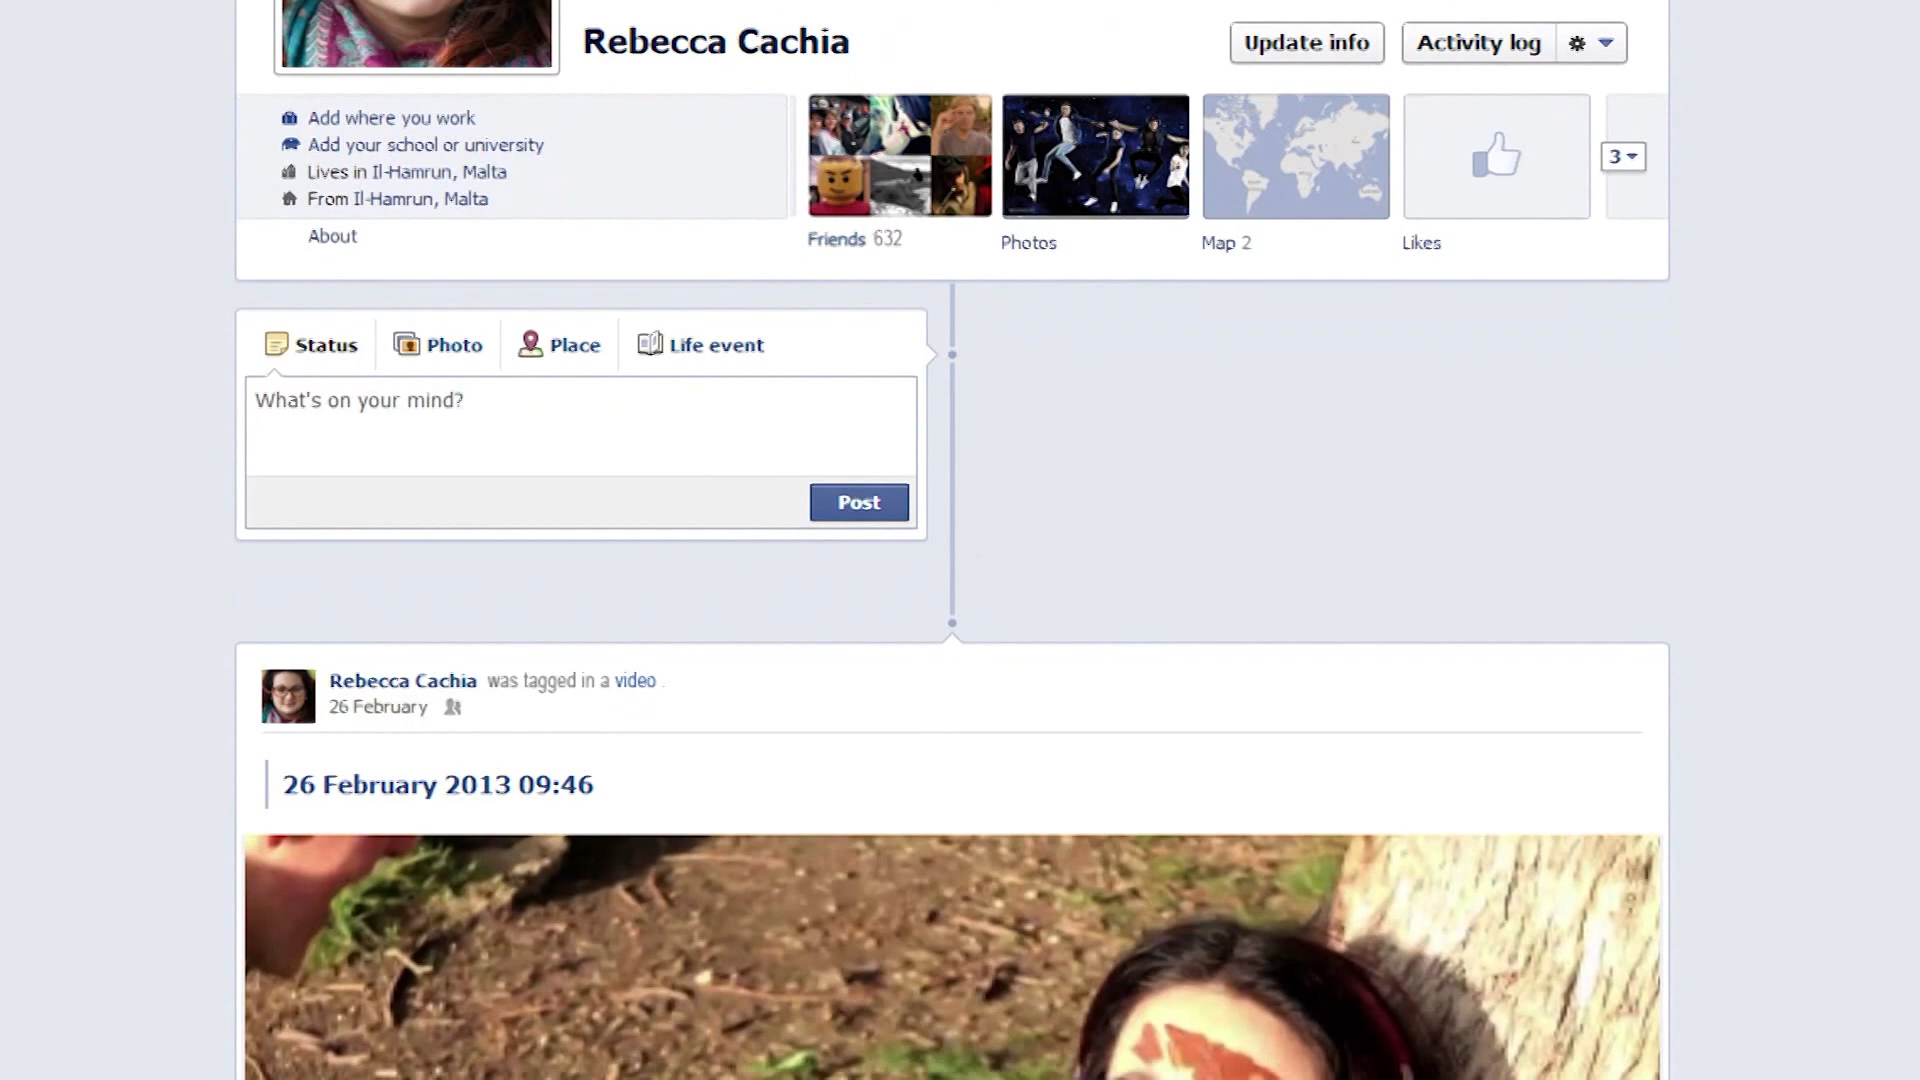 Rebecca Cachia
Update info
Activity log
Add where you work
Add your school or university
Lives in Il-Hamrun, Malta
From Il-Hamrun, Malta
About
Friends 632
Photos
Map 2
Likes
3
Status
Photo
Place
Life event
What's on your mind?
Post
Rebecca Cachia was tagged in a video .
26 February
26 February 2013 09:46